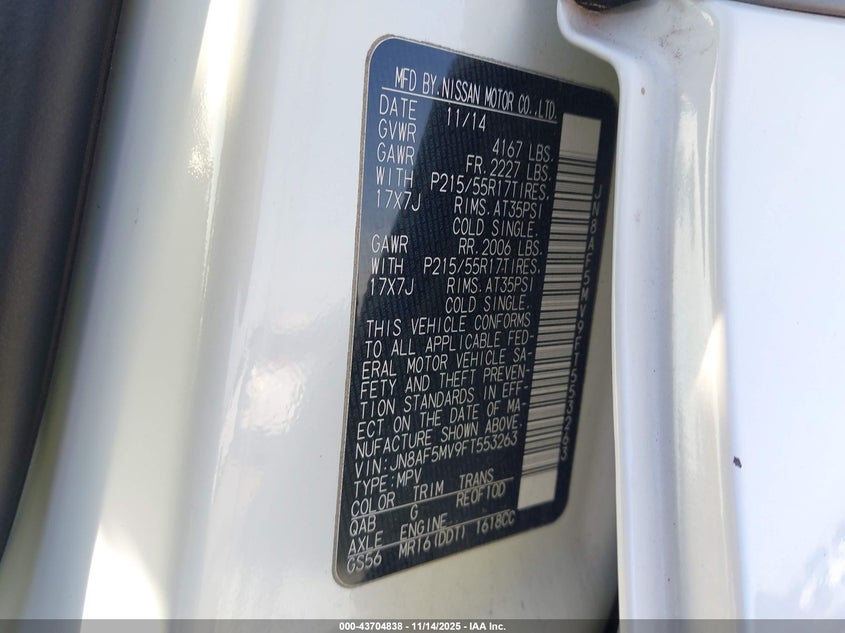 MFD BY.NISSAN MOTOR CO.,LTD.
DATE 11/14
GVWR 4167 LBS.
GAWR FR.2227 LBS.
WITH P215/55R17TIRES.
17X7J RIMS.AT35PSI
COLD SINGLE.
GAWR RR.2006 LBS.
WITH P215/55R17TIRES.
17X7J RIMS.AT35PSI
COLD SINGLE.
THIS VEHICLE CONFORMS
TO ALL APPLICABLE FED-
ERAL MOTOR VEHICLE SA-
FETY AND THEFT PREVEN-
TION STANDARDS IN EFF-
ECT ON THE DATE OF MA-
NUFACTURE SHOWN ABOVE.
VIN:JN8AF5MV9FT553263
TYPE:MPV
COLOR TRIM TRANS
QAB G RE0F10D
AXLE ENGINE
GS56 MR16(DDT) 1618CC
JN8AF5MV9FT553263
000-43704838 - 11/14/2025 - IAA Inc.